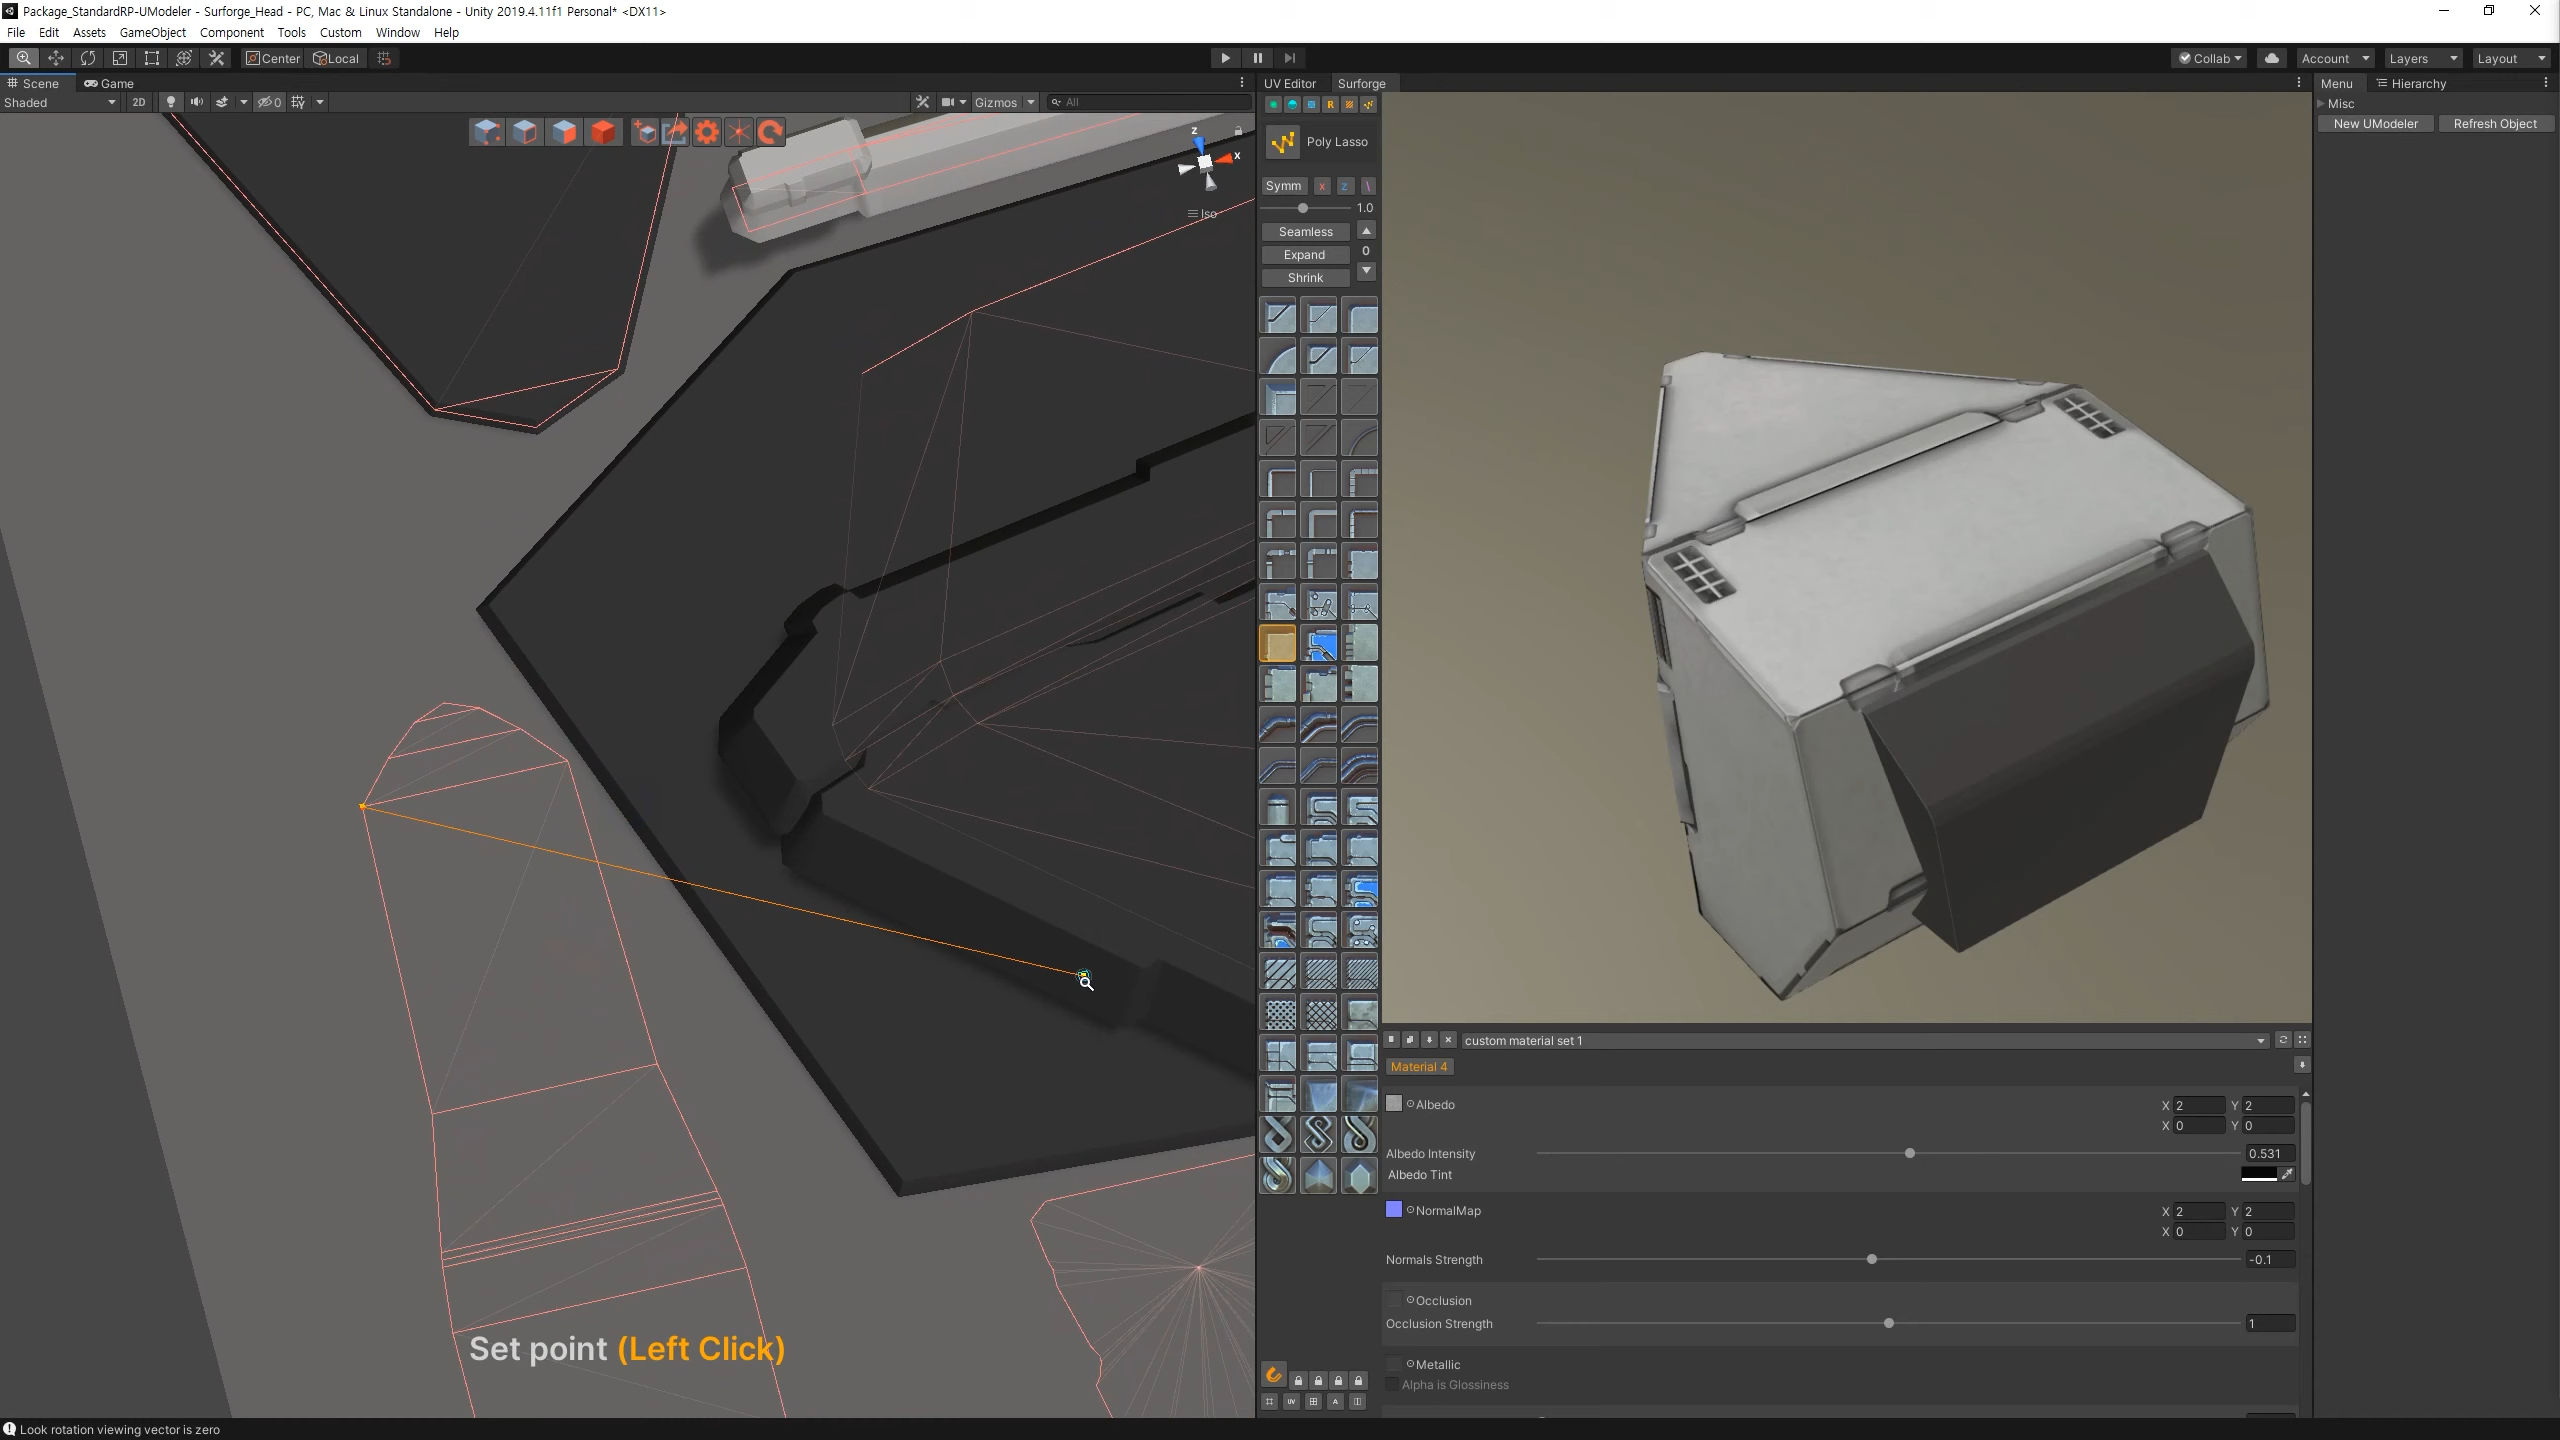 Package_StandardRP-UModeler - Surforge_Head - PC, Mac & Linux Standalone - Unity 2019.4.11f1 Personal* <DX11>
File Edit Assets GameObject Component Tools Custom Window Help
Center Local
Collab Account Layers Layout
Scene Game
UV Editor Surforge
Menu Hierarchy
Shaded 2D 0 Gizmos All
Misc
New UModeler Refresh Object
Poly Lasso
z
x
Iso
Symm x z \
1.0
Seamless
Expand 0
Shrink
custom material set 1
Material 4
Albedo X 2 Y 2
X 0 Y 0
Albedo Intensity 0.531
Albedo Tint
NormalMap X 2 Y 2
X 0 Y 0
Normals Strength -0.1
Occlusion
Occlusion Strength 1
Metallic
Alpha is Glossiness
R
UV A
Set point (Left Click)
Look rotation viewing vector is zero